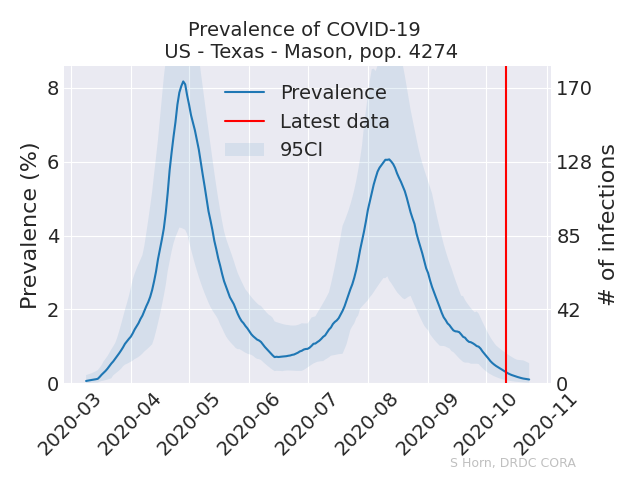 Prevalence of COVID-19
US - Texas - Mason, pop. 4274
Prevalence
Latest data
95CI
Prevalence (%)
8
6
4
2
0
170
128
85
42
0
# of infections
2020-03
2020-04
2020-05
2020-06
2020-07
2020-08
2020-09
2020-10
2020-11
S Horn, DRDC CORA